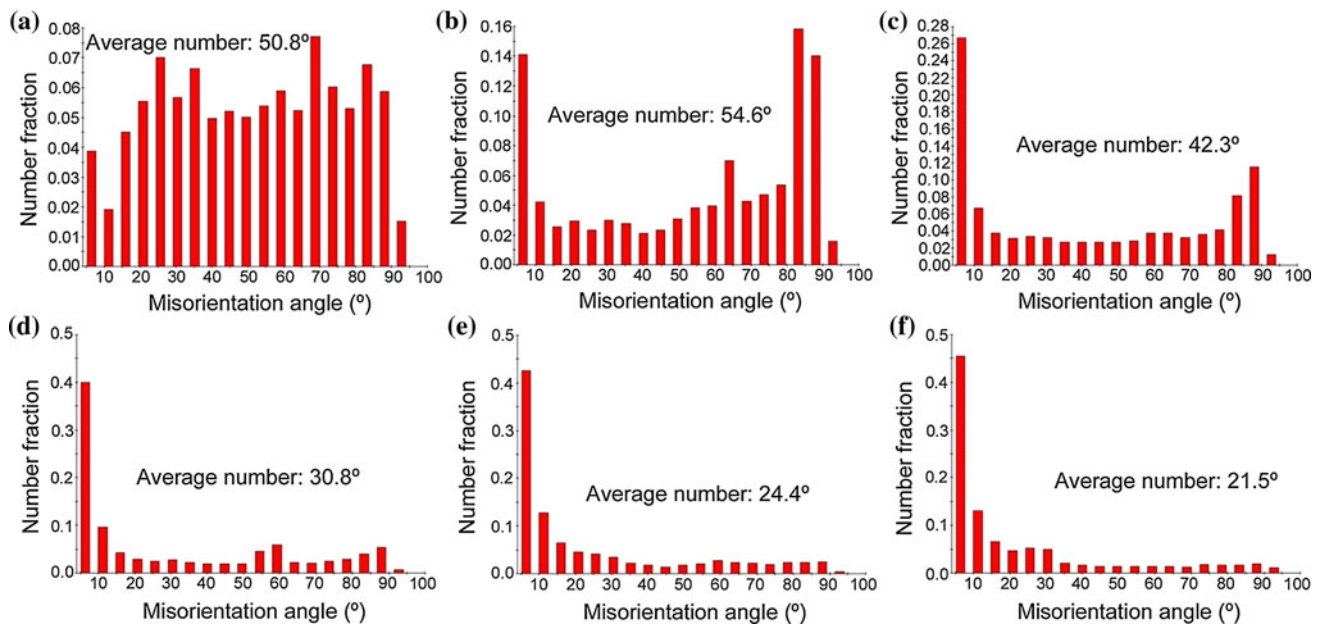 (a)
Average number: 50.8º
Number fraction
0.08
0.07
0.06
0.05
0.04
0.03
0.02
0.01
0.00
10 20 30 40 50 60 70 80 90 100
Misorientation angle (º)
(b)
Average number: 54.6º
Number fraction
0.16
0.14
0.12
0.10
0.08
0.06
0.04
0.02
0.00
10 20 30 40 50 60 70 80 90 100
Misorientation angle (º)
(c)
Average number: 42.3º
Number fraction
0.28
0.26
0.24
0.22
0.20
0.18
0.16
0.14
0.12
0.10
0.08
0.06
0.04
0.02
0.00
10 20 30 40 50 60 70 80 90 100
Misorientation angle (º)
(d)
Average number: 30.8º
Number fraction
0.5
0.4
0.3
0.2
0.1
0.0
10 20 30 40 50 60 70 80 90 100
Misorientation angle (º)
(e)
Average number: 24.4º
Number fraction
0.5
0.4
0.3
0.2
0.1
0.0
10 20 30 40 50 60 70 80 90 100
Misorientation angle (º)
(f)
Average number: 21.5º
Number fraction
0.5
0.4
0.3
0.2
0.1
0.0
10 20 30 40 50 60 70 80 90 100
Misorientation angle (º)